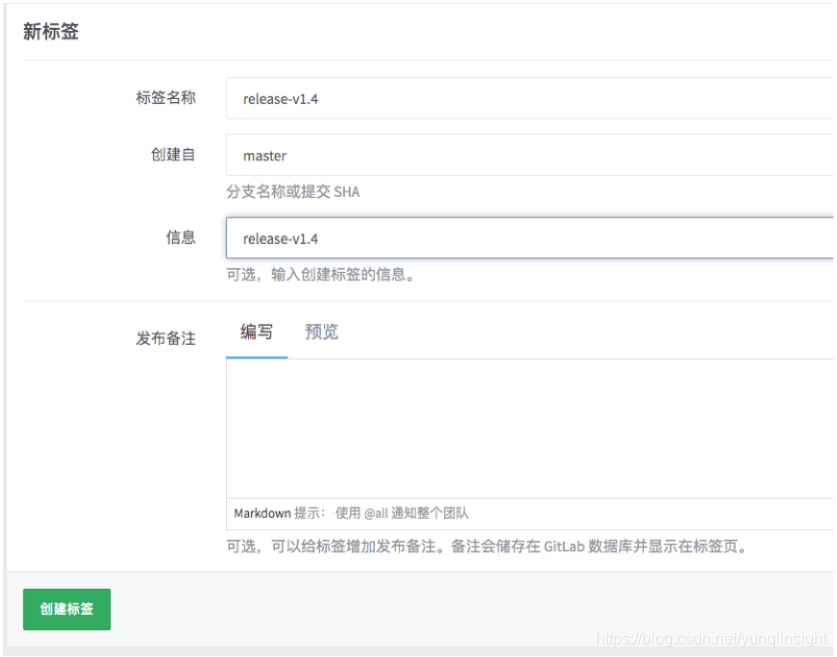 新标签
标签名称 release-v1.4
创建自 master
分支名称或提交 SHA
信息 release-v1.4
可选，输入创建标签的信息。
发布备注 编写 预览
Markdown 提示： 使用 @all 通知整个团队
可选，可以给标签增加发布备注。备注会储存在 GitLab 数据库并显示在标签页。
创建标签
https://blog.csdn.net/yunqiinsight